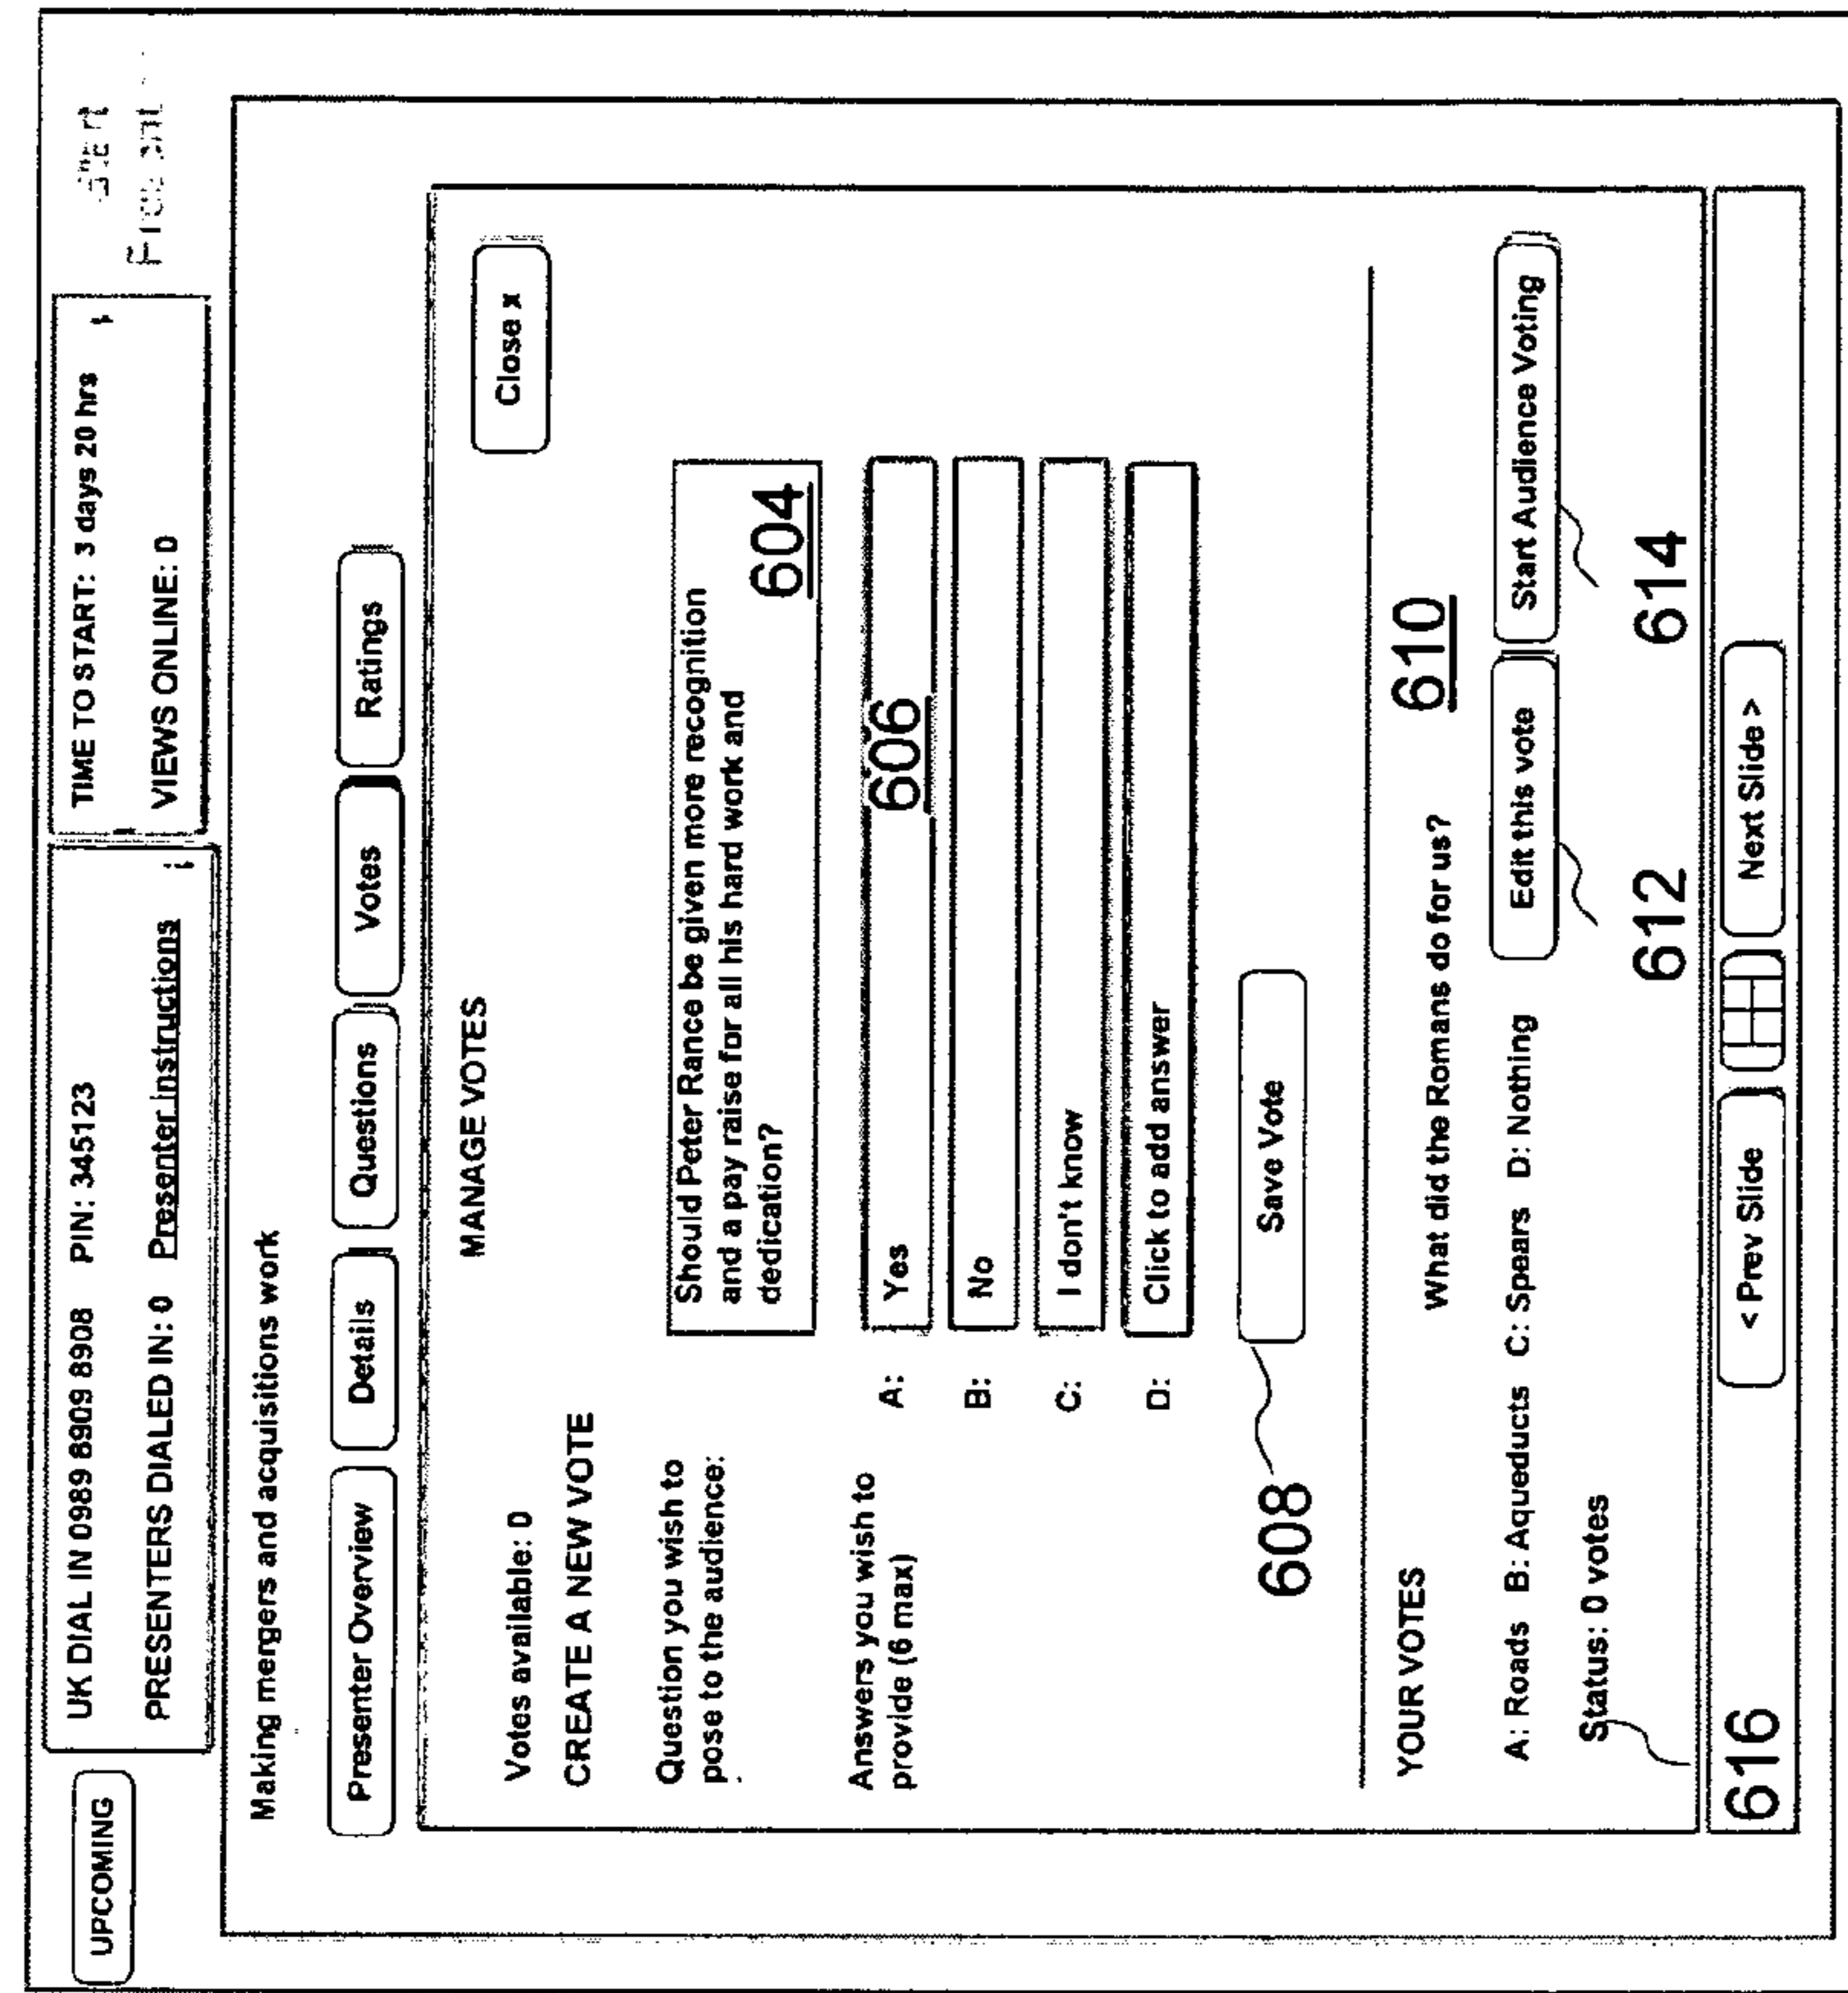 UPCOMING
UK DIAL IN 0989 8909 8908 PIN: 345123
PRESENTERS DIALED IN: 0 Presenter instructions
TIME TO START: 3 days 20 hrs
VIEWS ONLINE: 0
Making mergers and acquisitions work
Presenter Overview Details Questions Votes Ratings
MANAGE VOTES
Close x
Votes available: 0
CREATE A NEW VOTE
Question you wish to
pose to the audience:
Should Peter Rance be given more recognition
and a pay raise for all his hard work and
dedication?
604
Answers you wish to
provide (6 max)
A: Yes 606
B: No
C: I don't know
D: Click to add answer
608 Save Vote
YOUR VOTES What did the Romans do for us? 610
A: Roads B: Aqueducts C: Spears D: Nothing Edit this vote Start Audience Voting
Status: 0 votes
612 614
616 < Prev Slide Next Slide >